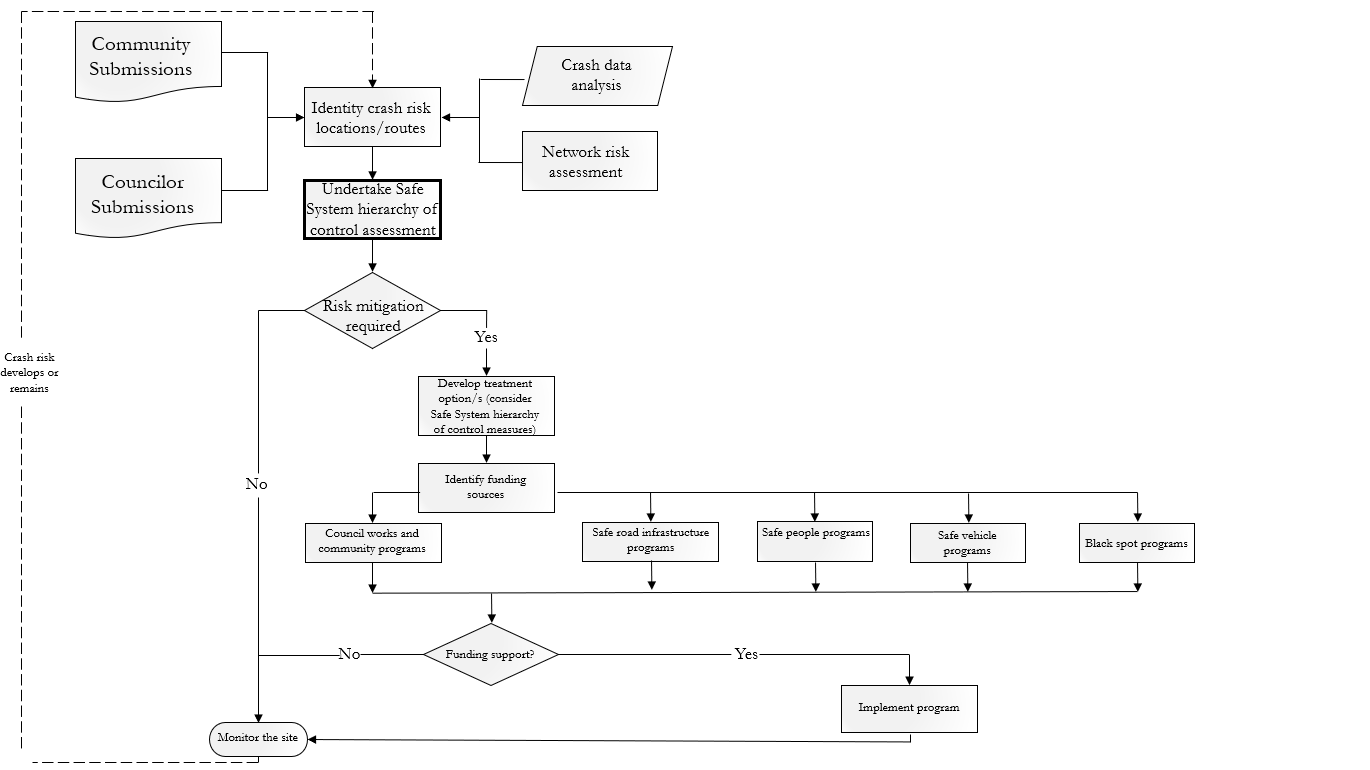 Community
Submissions
Crash data
analysis
Identity crash risk
locations/routes
Network risk
assessment
Councilor
Submissions
Undertake Safe
System hierarchy of
control assessment
Risk mitigation
required
Yes
Crash risk
develops or
remains
Develop treatment
option/s (consider
Safe System hierarchy
of control measures)
No
Identify funding
sources
Council works and
community programs
Safe road infrastructure
programs
Safe people programs
Safe vehicle
programs
Black spot programs
No
Funding support?
Yes
Implement program
Monitor the site